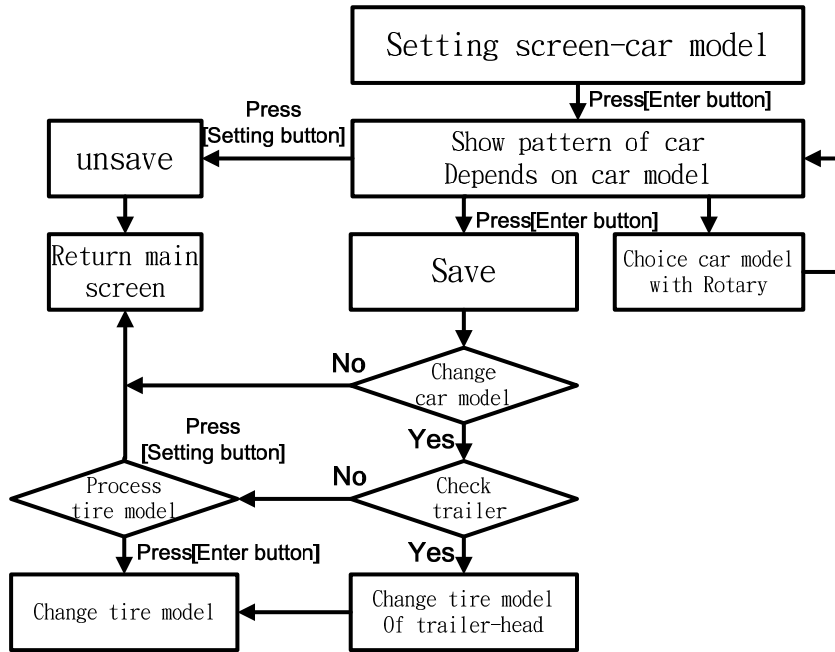 Setting screen-car model
Press[Enter button]
Press
[Setting button]
Show pattern of car
Depends on car model
unsave
Press[Enter button]
Return main
screen
Save
Choice car model
with Rotary
No
Change
car model
Yes
Press
[Setting button]
No
Process
tire model
Check
trailer
Press[Enter button]
Yes
Change tire model
Change tire model
Of trailer-head